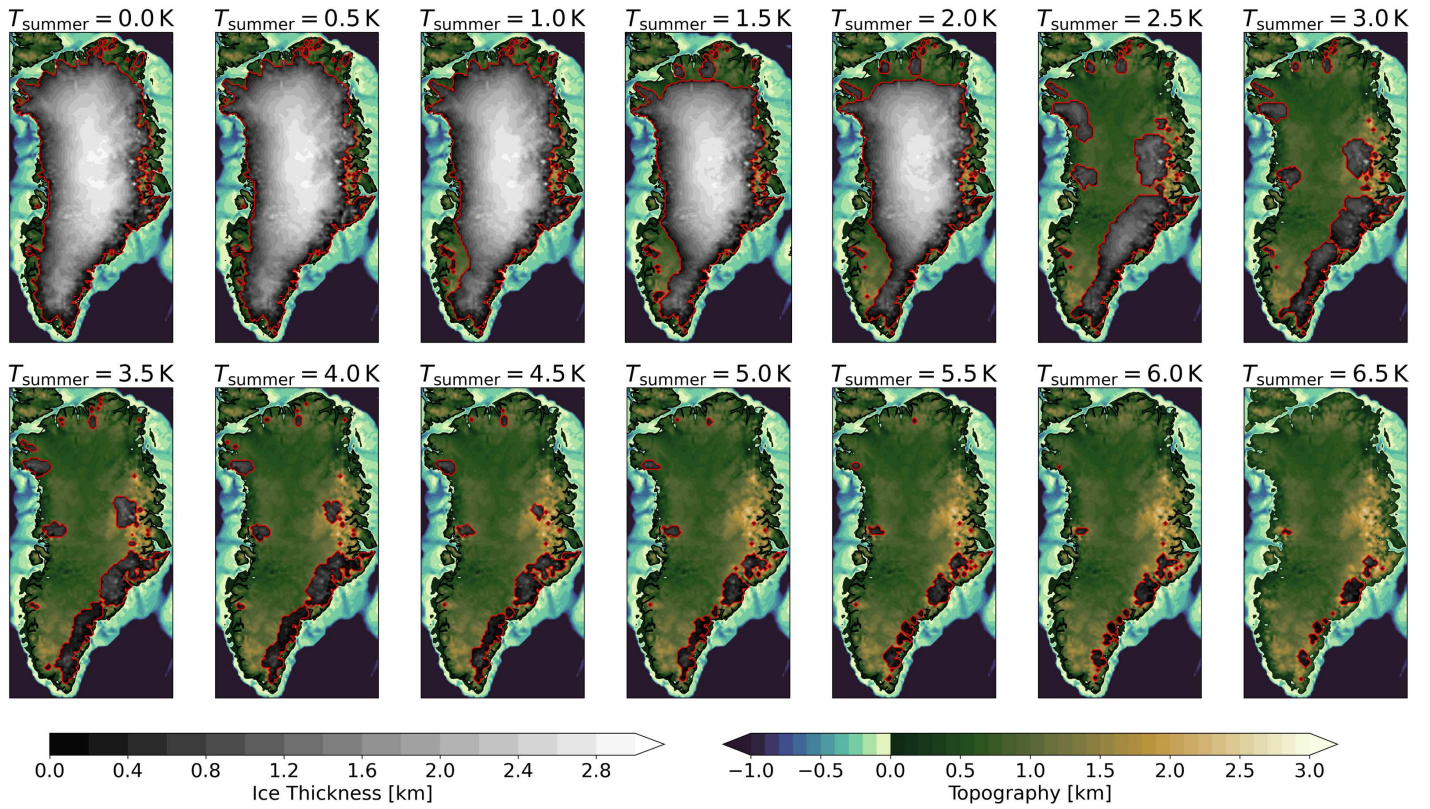 T_summer = 0.0 K T_summer = 0.5 K T_summer = 1.0 K T_summer = 1.5 K T_summer = 2.0 K T_summer = 2.5 K T_summer = 3.0 K
T_summer = 3.5 K T_summer = 4.0 K T_summer = 4.5 K T_summer = 5.0 K T_summer = 5.5 K T_summer = 6.0 K T_summer = 6.5 K
0.0 0.4 0.8 1.2 1.6 2.0 2.4 2.8 −1.0 −0.5 0.0 0.5 1.0 1.5 2.0 2.5 3.0
Ice Thickness [km] Topography [km]